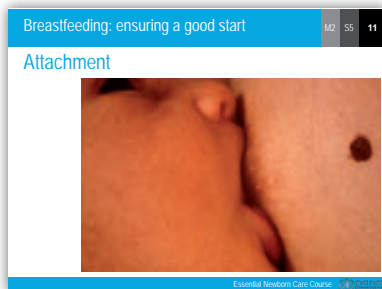 Breastfeeding: ensuring a good start
M2 S5 11
Attachment
Essential Newborn Care Course